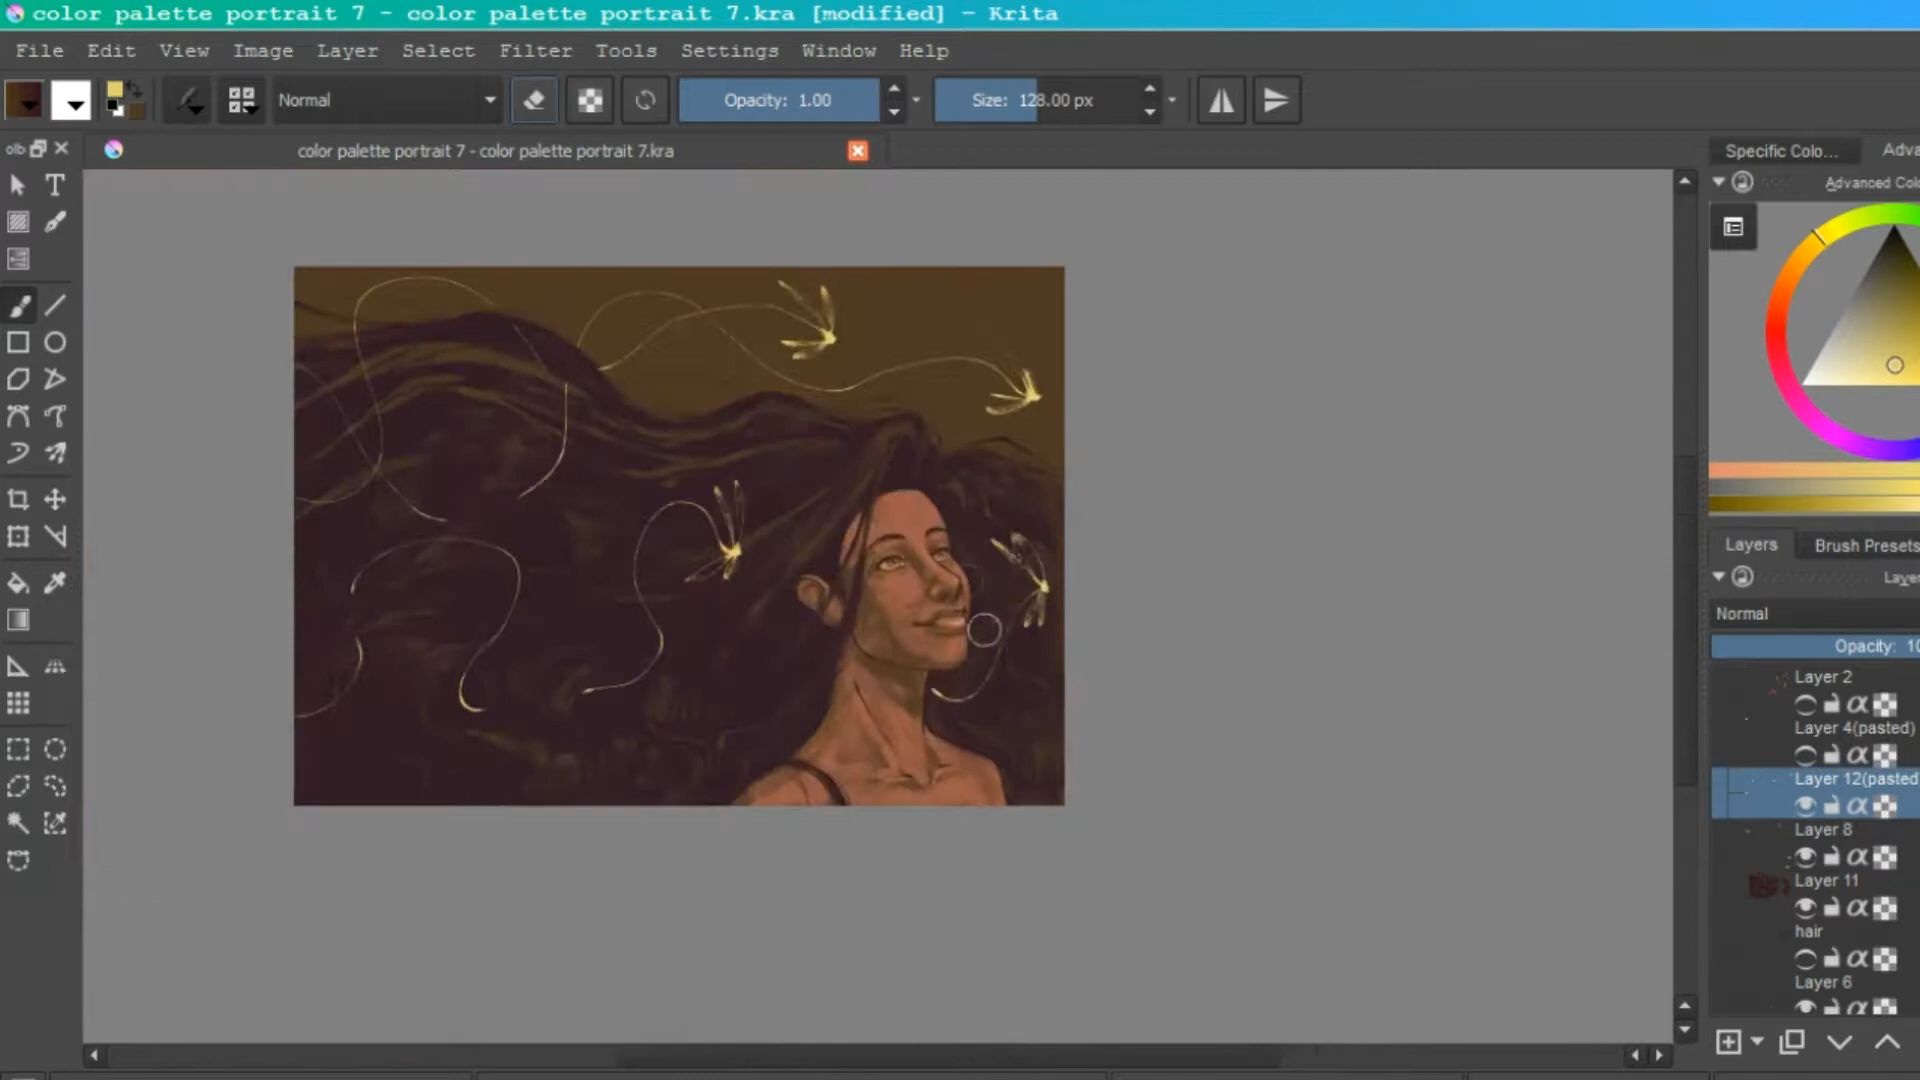 color palette portrait 7 - color palette portrait 7.kra [modified] — Krita
File Edit View Image Layer Select Filter Tools Settings Window Help
Normal Opacity: 1.00 Size: 128.00 px
color palette portrait 7 - color palette portrait 7.kra
Specific Colo... Adva
Advanced Colo
Layers Brush Presets
Laye
Normal
Opacity: 10
Layer 2
Layer 4(pasted)
Layer 12(pasted
Layer 8
Layer 11
hair
Layer 6